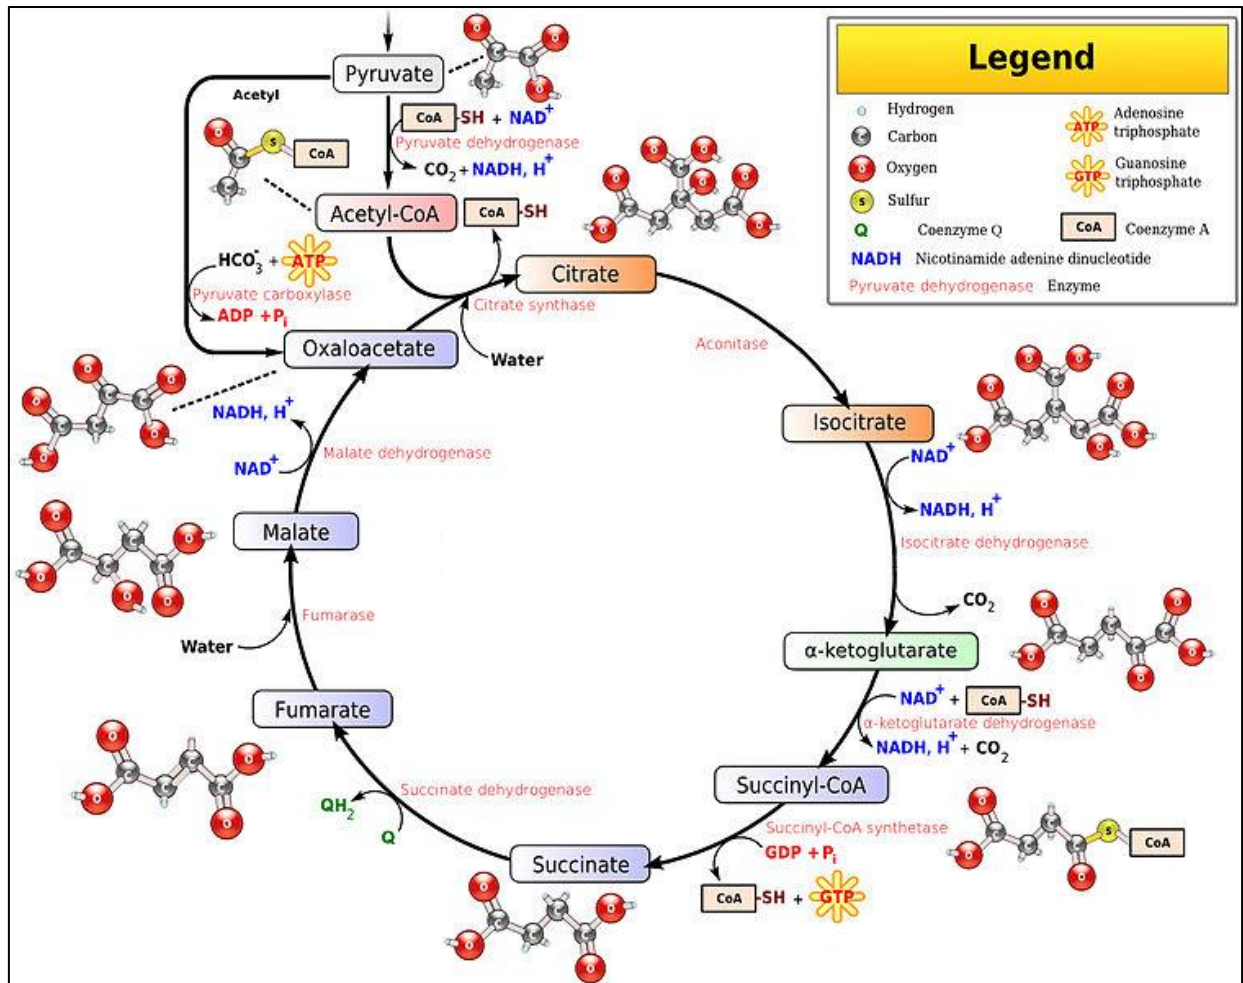 Pyruvate
Acetyl
CoA-SH + NAD+
Pyruvate dehydrogenase
CO2 + NADH, H+
S CoA
Acetyl-CoA
CoA-SH
HCO3- + ATP
Pyruvate carboxylase
ADP + Pi
Citrate
Citrate synthase
Water
Oxaloacetate
Aconitase
Isocitrate
NAD+
NADH, H+
Isocitrate dehydrogenase
CO2
α-ketoglutarate
NAD+ + CoA-SH
α-ketoglutarate dehydrogenase
NADH, H+ + CO2
Succinyl-CoA
S CoA
Succinyl-CoA synthetase
GDP + Pi
CoA-SH + GTP
Succinate
Succinate dehydrogenase
QH2
Q
Fumarate
Fumarase
Water
Malate
NADH, H+
Malate dehydrogenase
NAD+
Legend
Hydrogen
Carbon
Oxygen
S Sulfur
Q Coenzyme Q
ATP Adenosine
triphosphate
GTP Guanosine
triphosphate
CoA Coenzyme A
NADH Nicotinamide adenine dinucleotide
Pyruvate dehydrogenase Enzyme